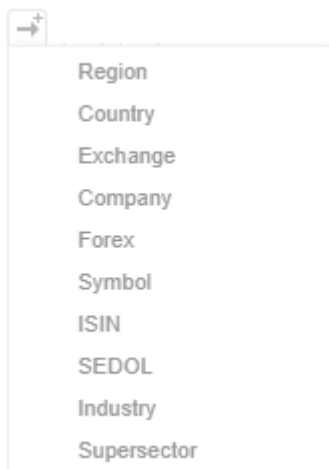 Region
Country
Exchange
Company
Forex
Symbol
ISIN
SEDOL
Industry
Supersector